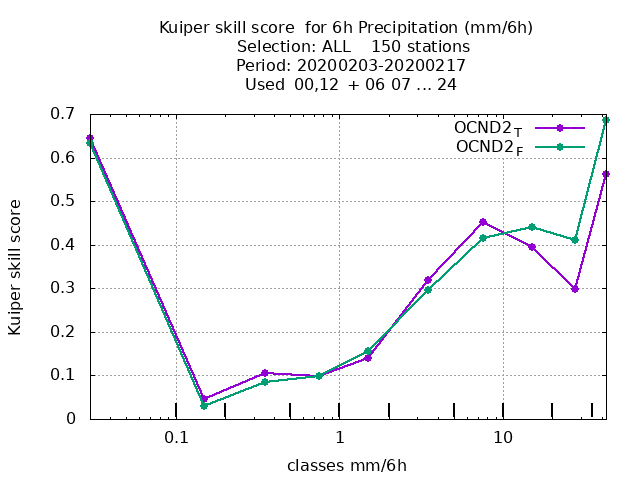 Kuiper skill score  for 6h Precipitation (mm/6h)
Selection: ALL    150 stations
Period: 20200203-20200217
Used  00,12  + 06 07 ... 24
OCND2_T
OCND2_F
Kuiper skill score
0.7
0.6
0.5
0.4
0.3
0.2
0.1
0
0.1
1
10
classes mm/6h